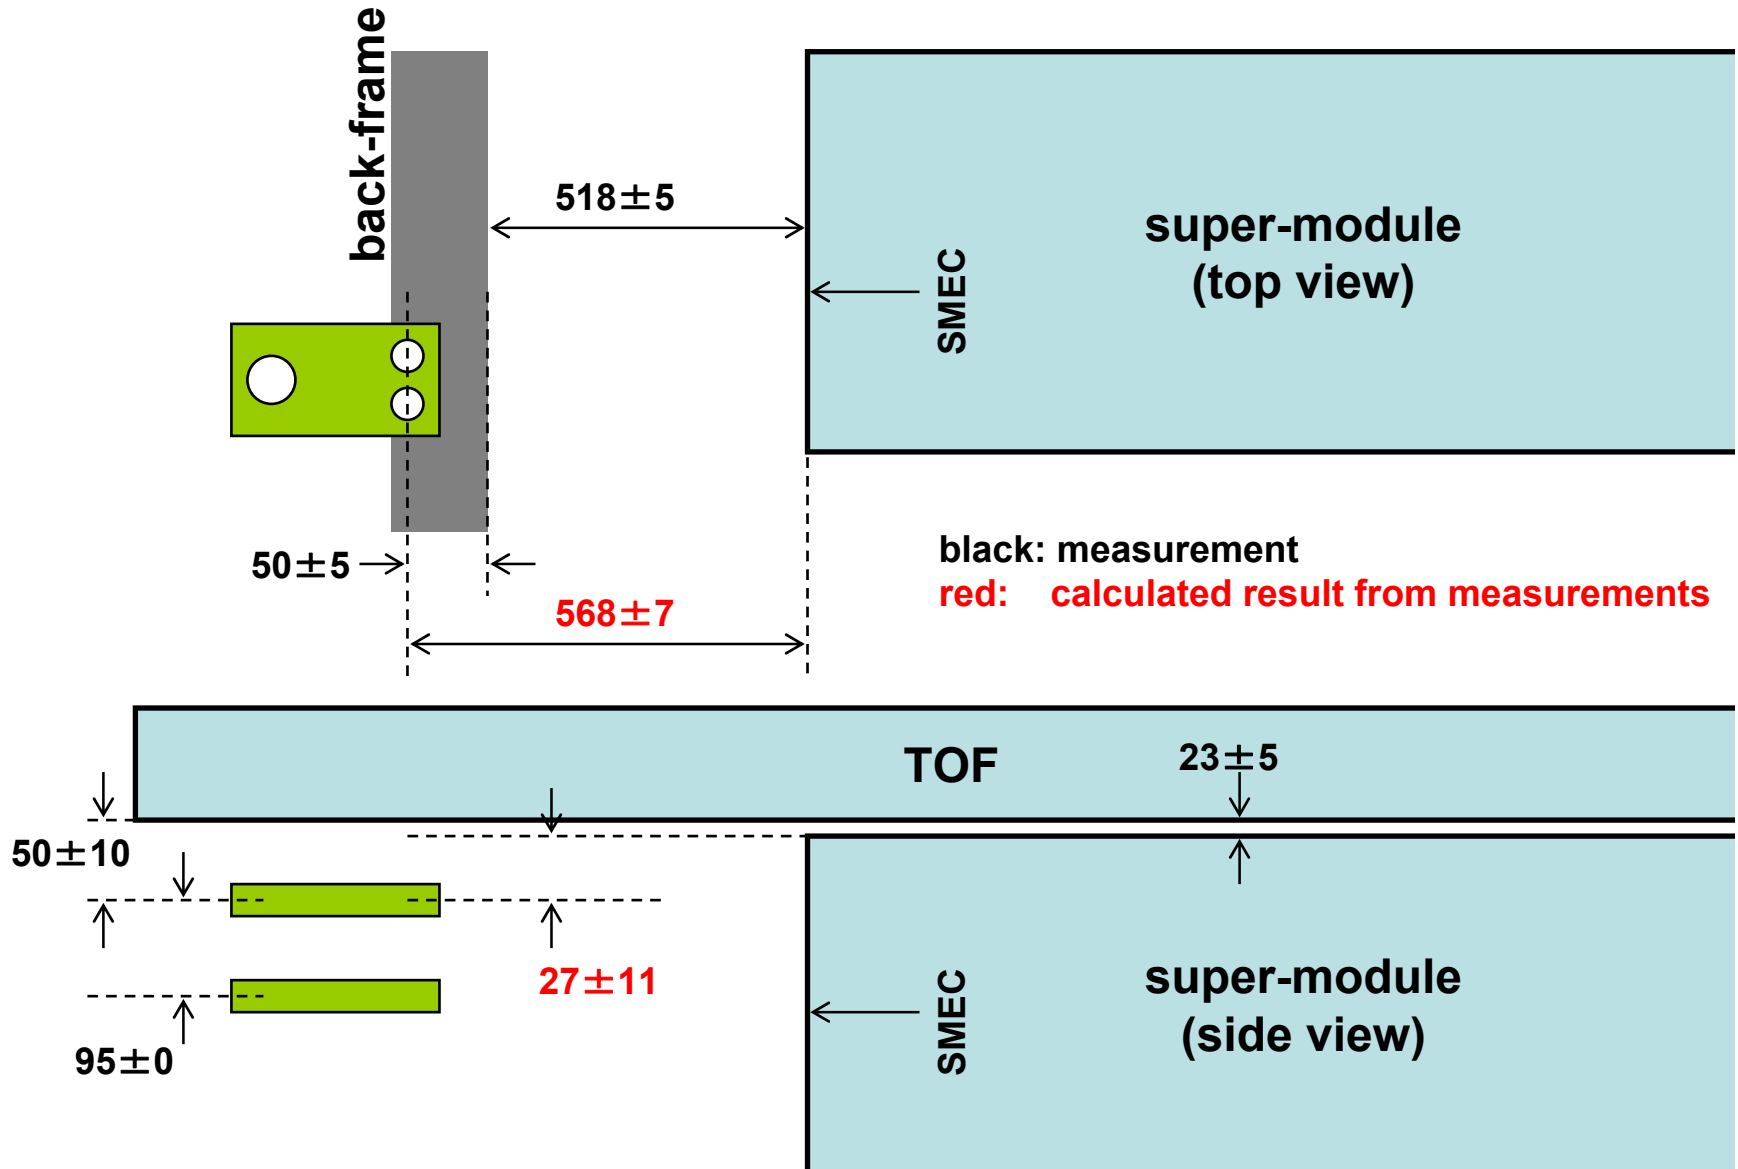 back-frame
518±5
super-module
(top view)
SMEC
50±5
568±7
black: measurement
red: calculated result from measurements
TOF
23±5
50±10
27±11
95±0
SMEC
super-module
(side view)